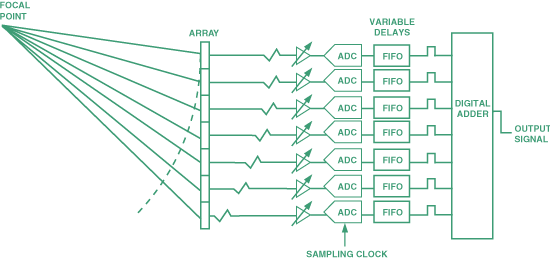 FOCAL
POINT
ARRAY
VARIABLE
DELAYS
ADC
FIFO
ADC
FIFO
ADC
FIFO
ADC
FIFO
ADC
FIFO
ADC
FIFO
ADC
FIFO
DIGITAL
ADDER
OUTPUT
SIGNAL
SAMPLING CLOCK